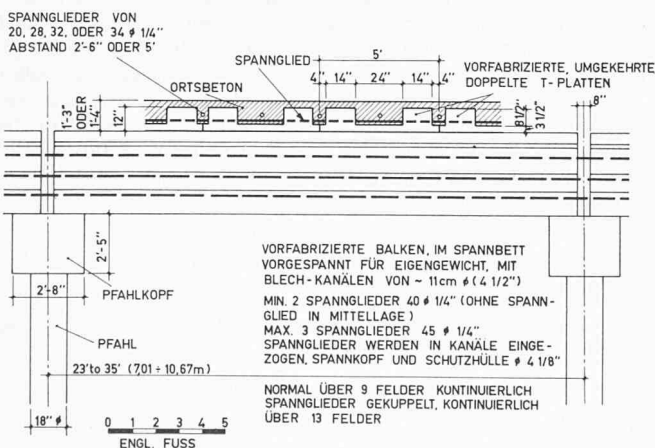 SPANNGLIEDER VON
20, 28, 32, ODER 34 ϕ 1/4"
ABSTAND 2'-6" ODER 5'
SPANNGLIED
5'
VORFABRIZIERTE, UMGEKEHRTE
DOPPELTE T-PLATTEN
ORTSBETON
4" 14" 24" 14" 4"
8"
1'-3"
ODER
1'-4"
12"
8 1/2"
3 1/2"
2'-5"
PFAHLKOPF
2'-8"
PFAHL
23' to 35' (7,01 ÷ 10,67m)
18" ϕ
0 1 2 3 4 5
ENGL. FUSS
VORFABRIZIERTE BALKEN, IM SPANNBETT
VORGESPANNT FÜR EIGENGEWICHT, MIT
BLECH-KANÄLEN VON ~ 11cm ϕ (4 1/2")
MIN. 2 SPANNGLIEDER 40 ϕ 1/4" (OHNE SPANN-
GLIED IN MITTELLAGE)
MAX. 3 SPANNGLIEDER 45 ϕ 1/4"
SPANNGLIEDER WERDEN IN KANÄLE EINGE-
ZOGEN, SPANNKOPF UND SCHUTZHÜLLE ϕ 4 1/8"
NORMAL ÜBER 9 FELDER KUNTINUIERLICH
SPANNGLIEDER GEKUPPELT, KONTINUIERLICH
ÜBER 13 FELDER